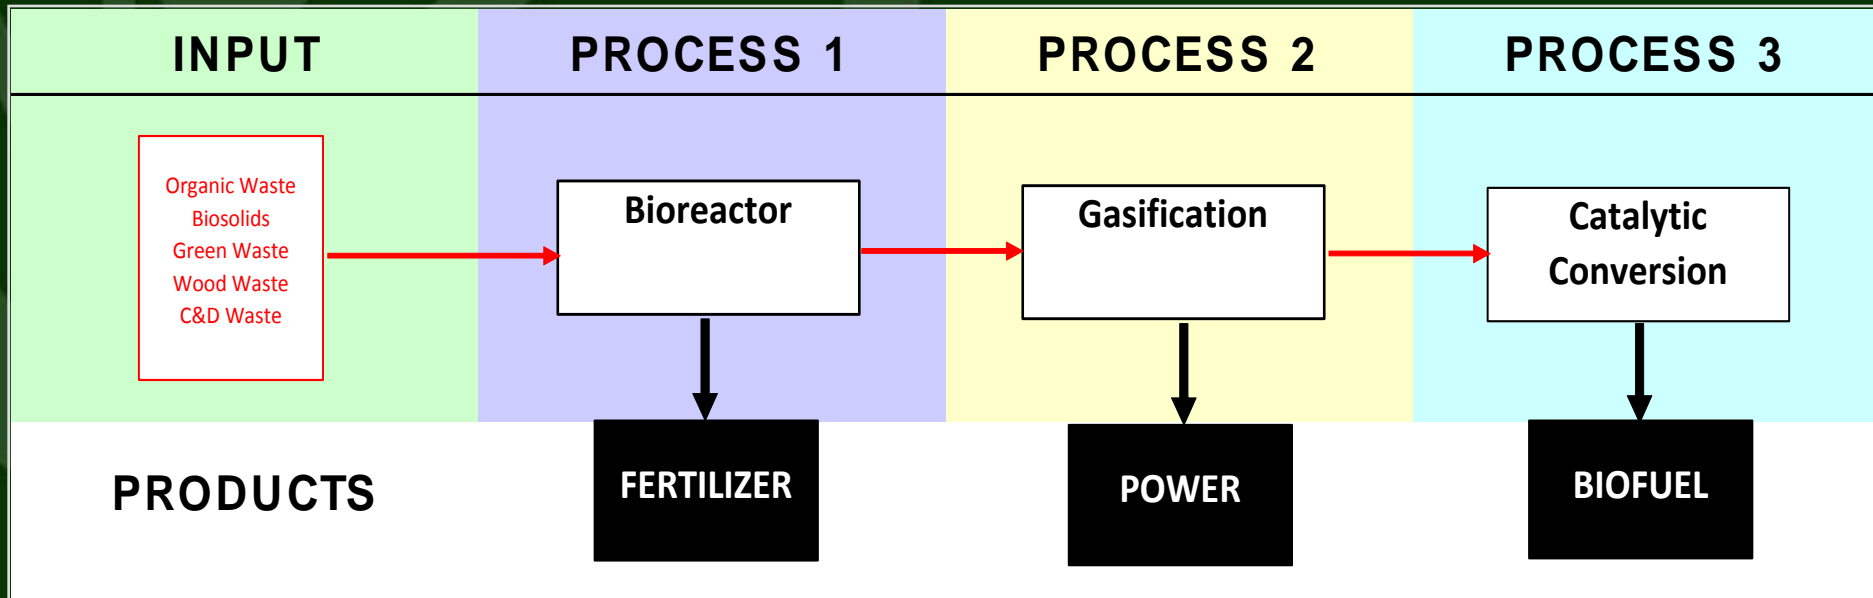 INPUT
PROCESS 1
PROCESS 2
PROCESS 3
Organic Waste
Biosolids
Green Waste
Wood Waste
C&D Waste
Bioreactor
Gasification
Catalytic
Conversion
PRODUCTS
FERTILIZER
POWER
BIOFUEL